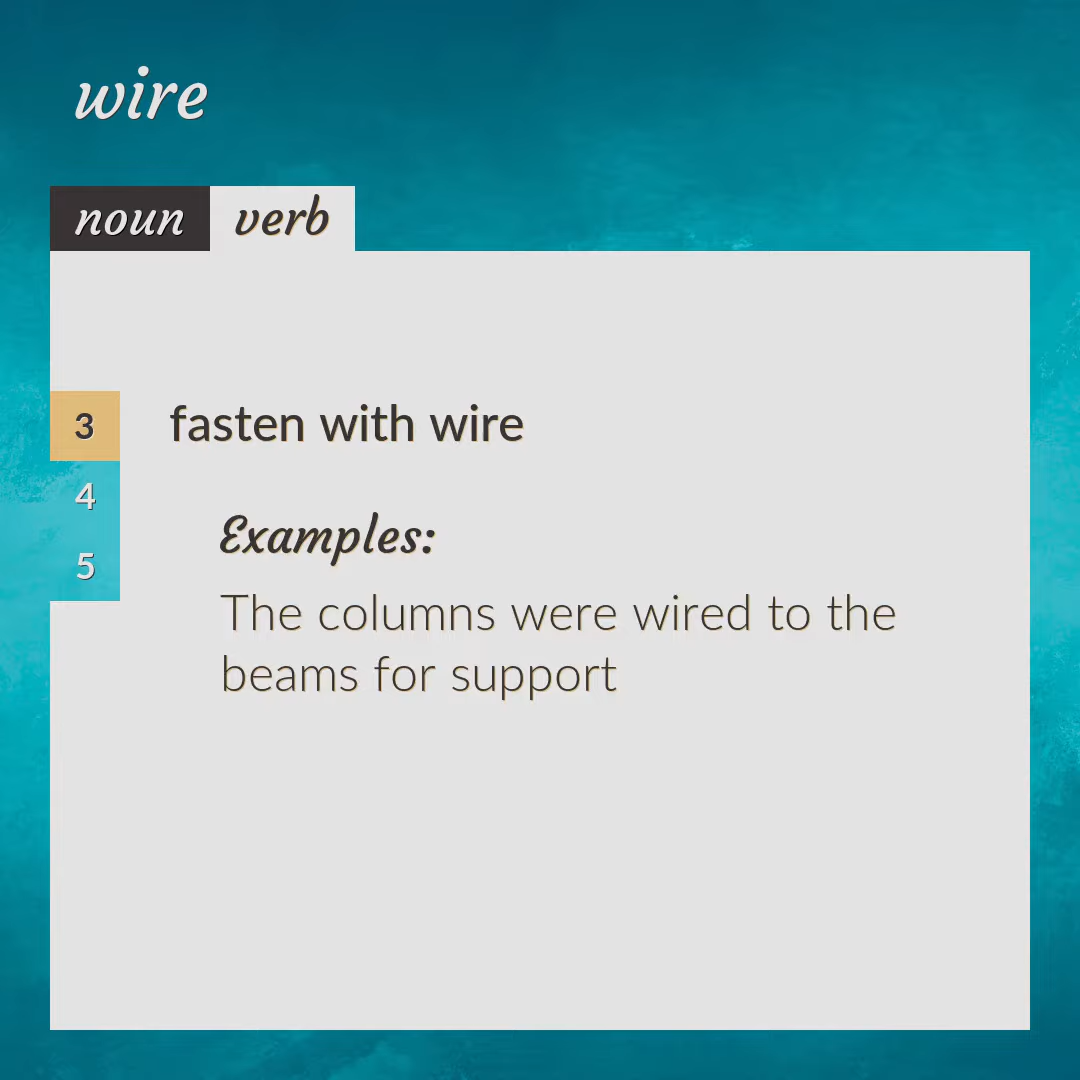 wire
noun verb
3 fasten with wire
4
Examples:
5
The columns were wired to the
beams for support